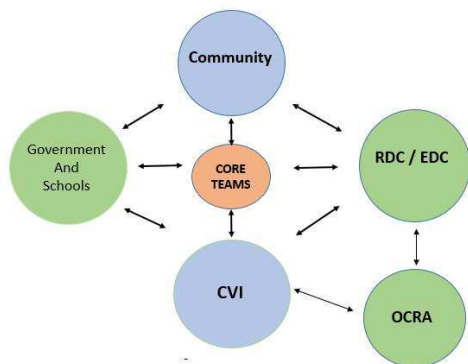 Community
Government
And
Schools
CORE
TEAMS
RDC / EDC
CVI
OCRA